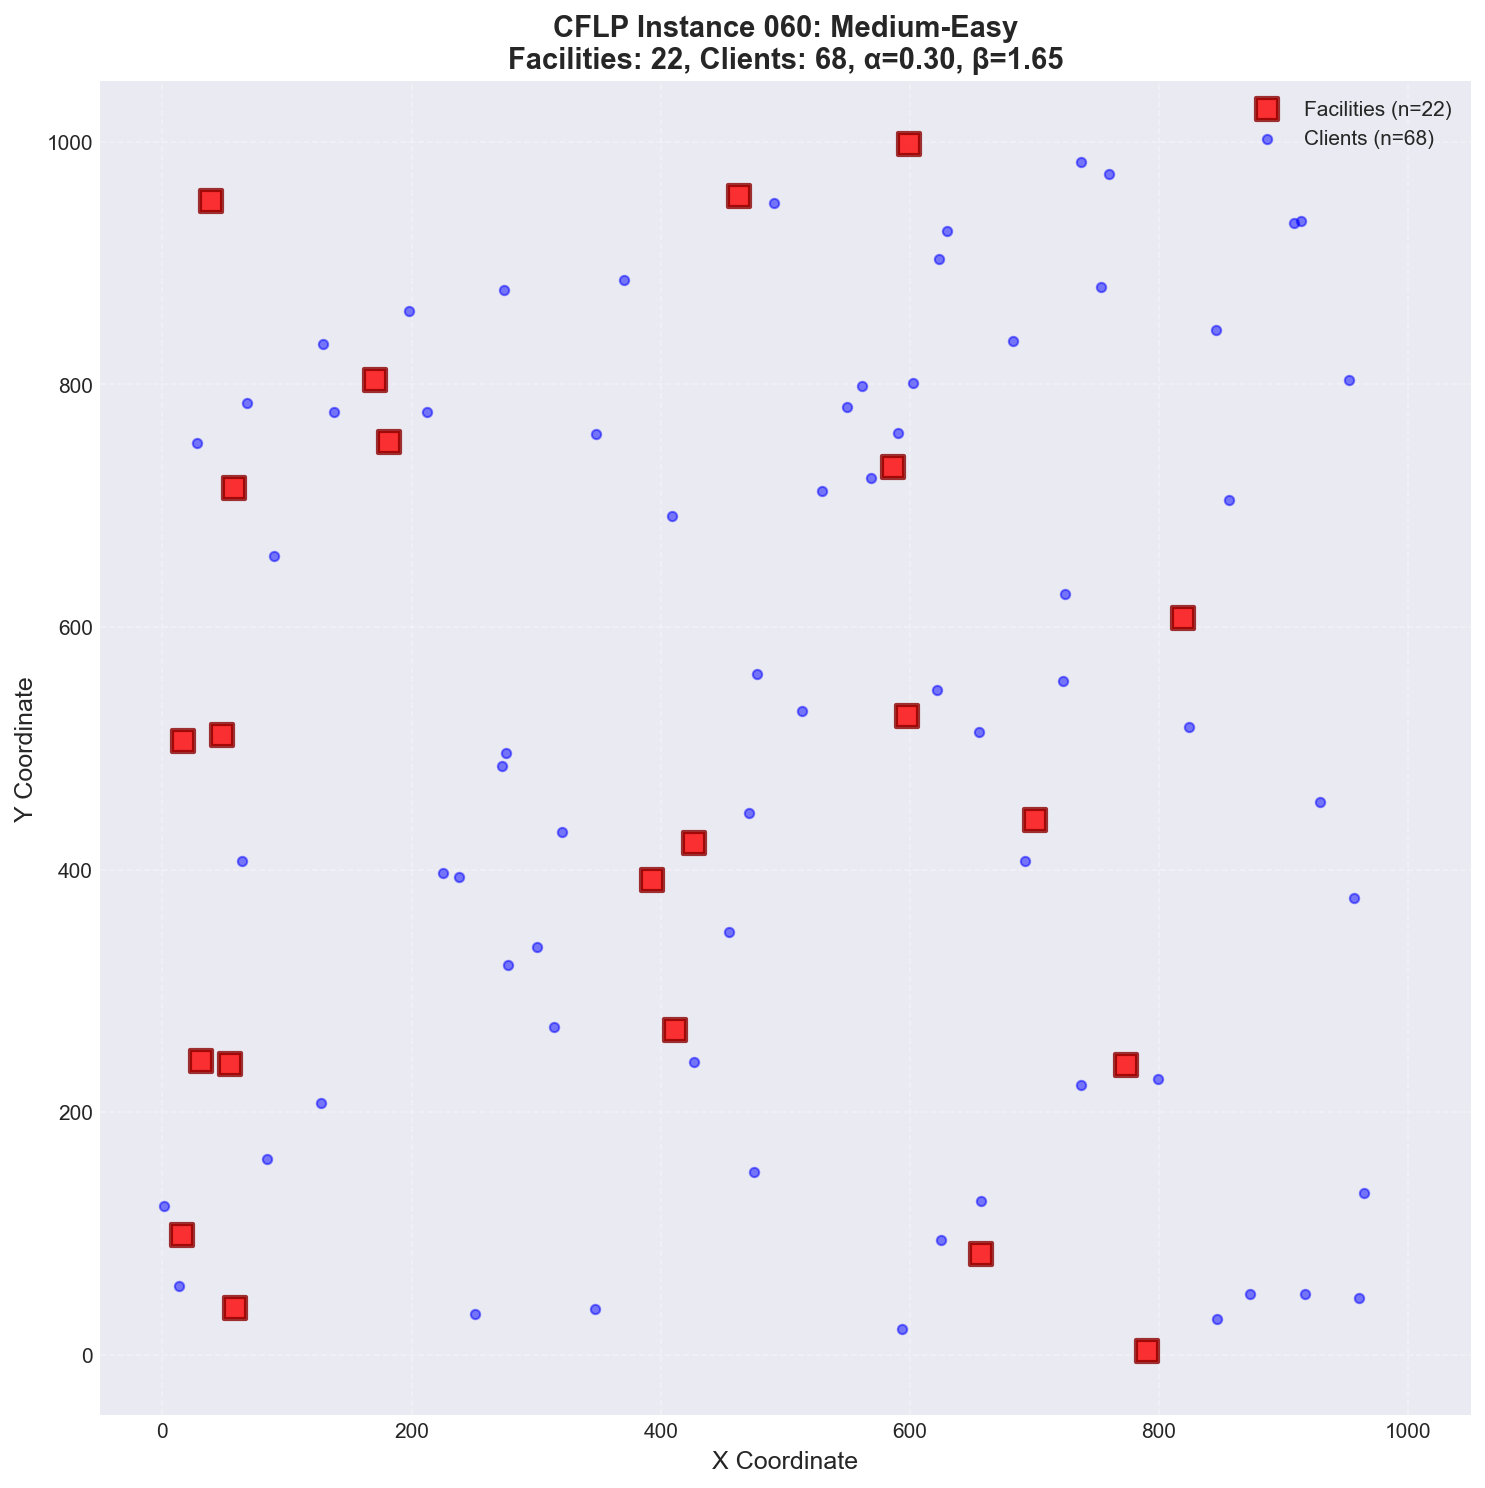 CFLP Instance 060: Medium-Easy
Facilities: 22, Clients: 68, α=0.30, β=1.65
Facilities (n=22)
Clients (n=68)
1000
800
600
400
200
0
Y Coordinate
0 200 400 600 800 1000
X Coordinate